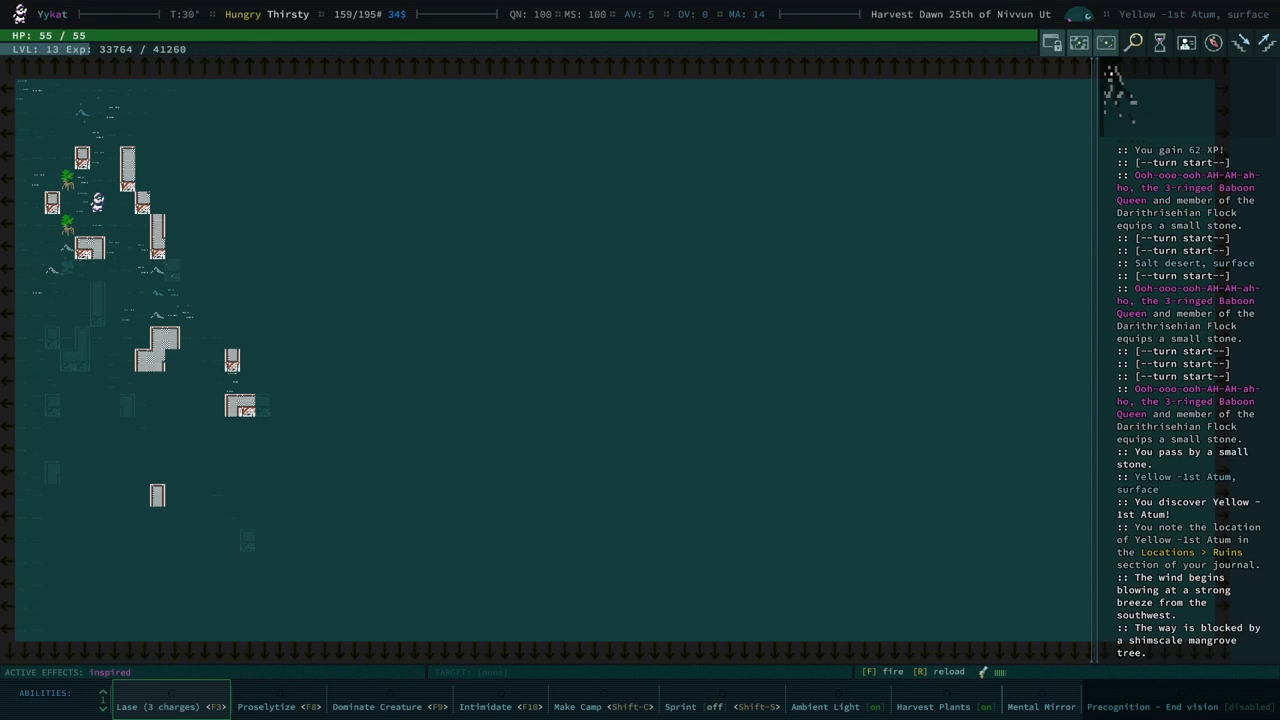 Yykat T:30° Hungry Thirsty 159/195# 34$ QN: 100 MS: 100 AV: 5 DV: 0 MA: 14 Harvest Dawn 25th of Nivvun Ut Yellow -1st Atum, surface
HP: 55 / 55
LVL: 13 Exp: 33764 / 41260
:: You gain 62 XP!
:: [--turn start--]
:: Ooh-ooo-ooh-AH-AH-ah-
ho, the 3-ringed Baboon
Queen and member of the
Darithrisehian Flock
equips a small stone.
:: [--turn start--]
:: [--turn start--]
:: Salt desert, surface
:: [--turn start--]
:: Ooh-ooo-ooh-AH-AH-ah-
ho, the 3-ringed Baboon
Queen and member of the
Darithrisehian Flock
equips a small stone.
:: [--turn start--]
:: [--turn start--]
:: [--turn start--]
:: Ooh-ooo-ooh-AH-AH-ah-
ho, the 3-ringed Baboon
Queen and member of the
Darithrisehian Flock
equips a small stone.
:: You pass by a small
stone.
:: Yellow -1st Atum,
surface
:: You discover Yellow -
1st Atum!
:: You note the location
of Yellow -1st Atum in
the Locations > Ruins
section of your journal.
:: The wind begins
blowing at a strong
breeze from the
southwest.
:: The way is blocked by
a shimscale mangrove
tree.
ACTIVE EFFECTS: inspired TARGET: [none] [F] fire [R] reload
ABILITIES: 1 Lase (3 charges) <F3> Proselytize <F8> Dominate Creature <F9> Intimidate <F10> Make Camp <Shift-C> Sprint [off] <Shift-S> Ambient Light [on] Harvest Plants [on] Mental Mirror Precognition - End vision [disabled]